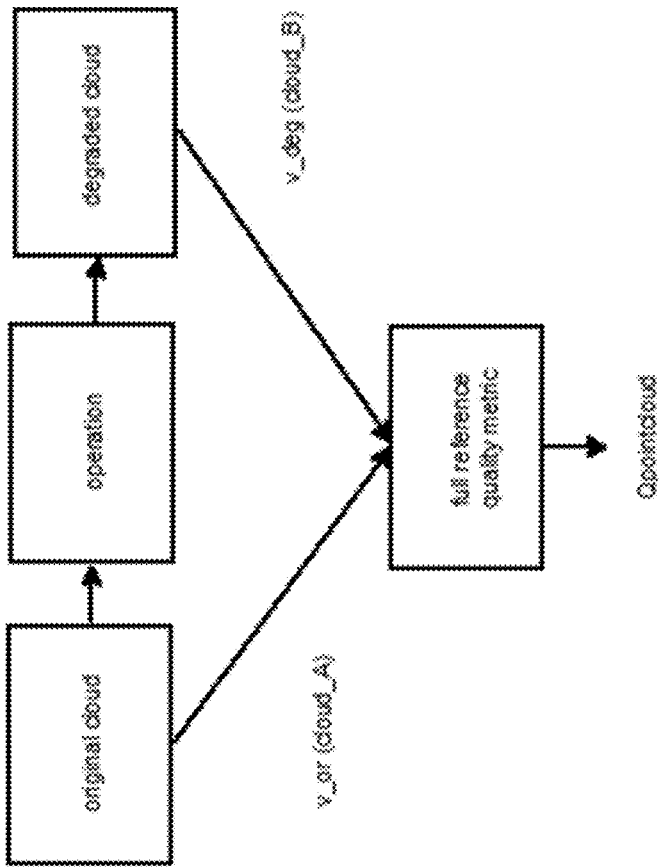 original cloud
operation
degraded cloud
v_or (cloud_A)
v_deg (cloud_B)
full reference
quality metric
Qpointcloud